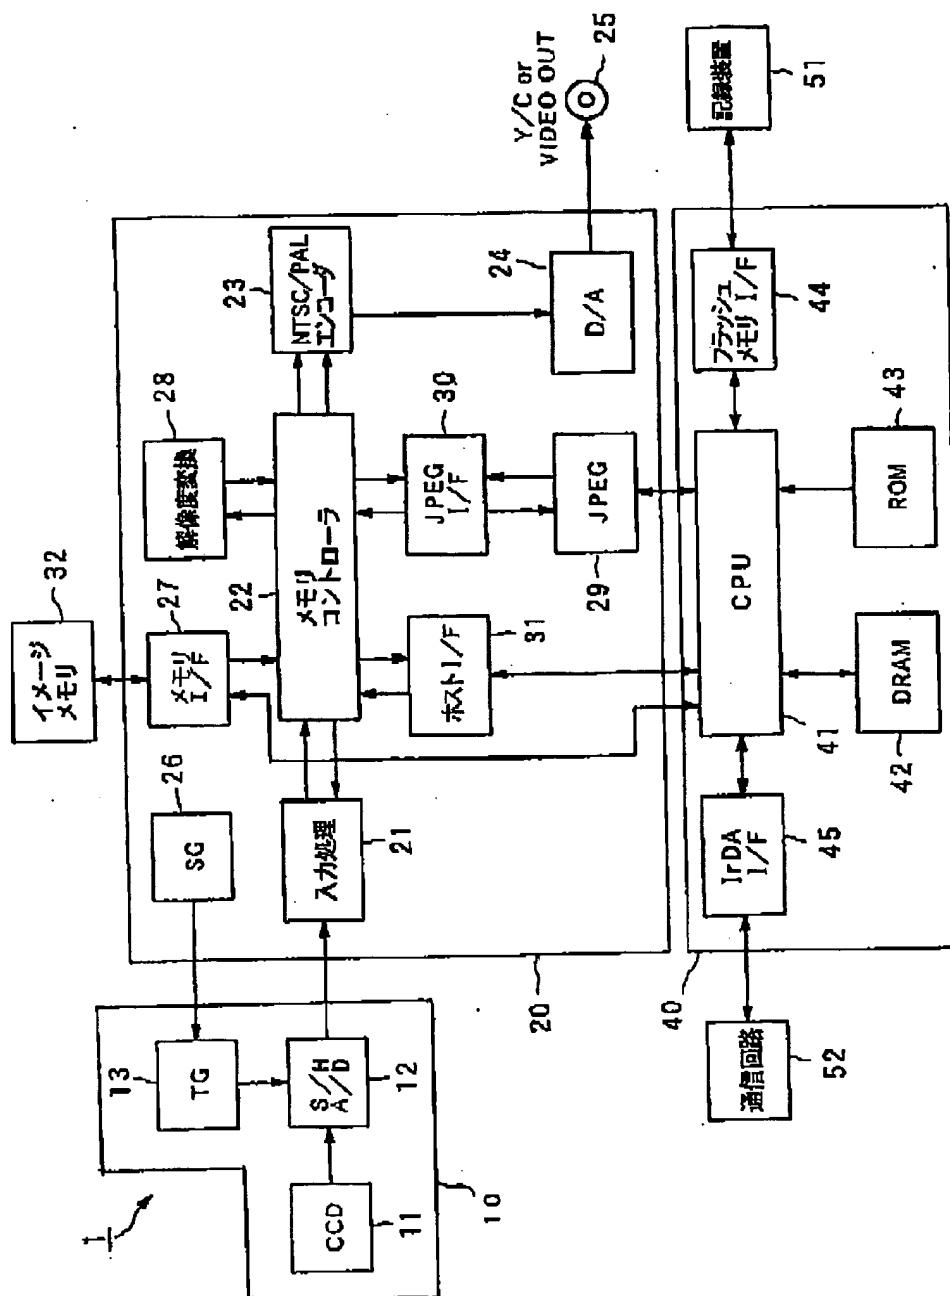 1
イメージ
メモリ
32
SG
26
メモリ
I/F
27
解像度変換
28
NTSC/PAL
エンコーダ
23
Y/C or
VIDEO OUT
25
13
TG
S/H
A/D
12
CCD
11
10
入力処理
21
22
メモリ
コントローラ
ホスト I/F
31
JPEG
I/F
30
JPEG
29
24
D/A
20
40
通信回路
52
IrDA
I/F
45
CPU
41
DRAM
42
ROM
43
フラッシュ
メモリ I/F
44
記録装置
51